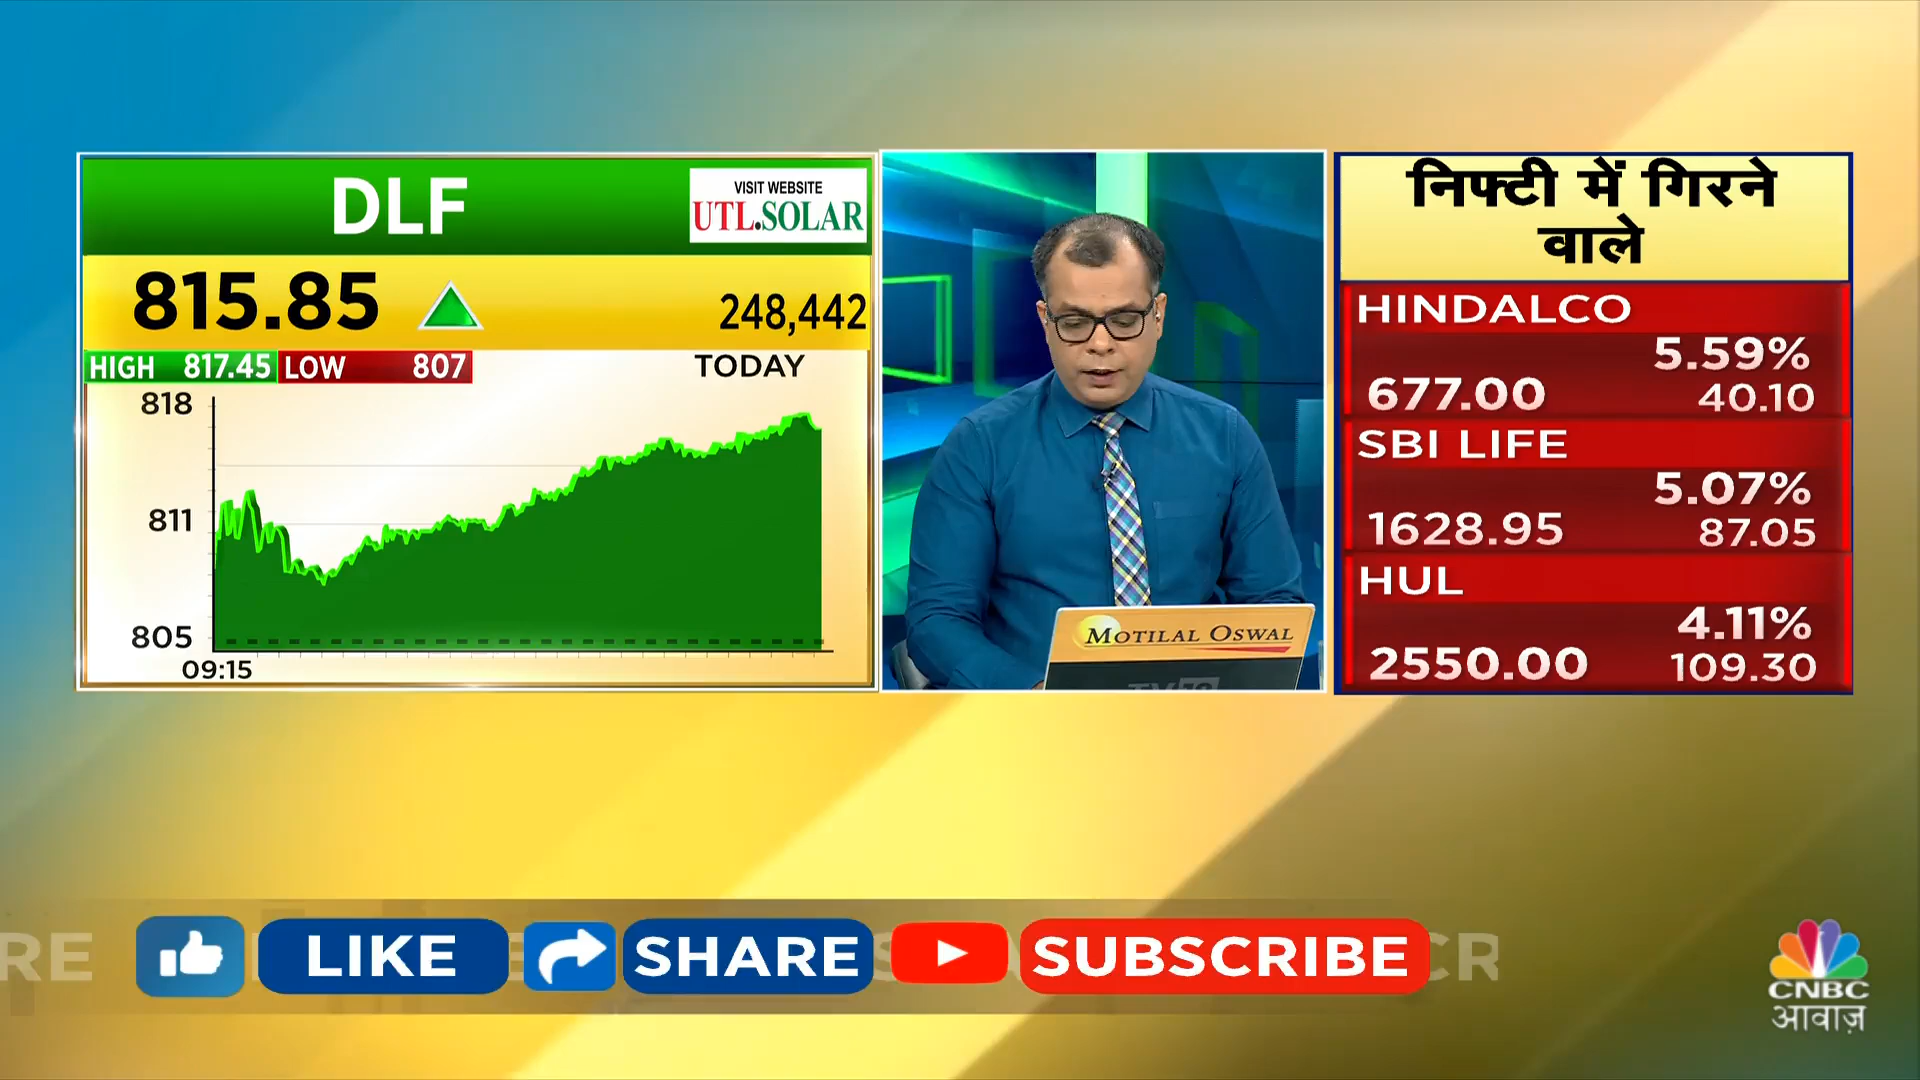 DLF
VISIT WEBSITE
UTL.SOLAR
815.85
248,442
HIGH 817.45 LOW 807
TODAY
818
811
805
09:15
MOTILAL OSWAL
निफ्टी में गिरने
वाले
HINDALCO
5.59%
677.00 40.10
SBI LIFE
5.07%
1628.95 87.05
HUL
4.11%
2550.00 109.30
RE
LIKE
SHARE
SUBSCRIBE
CR
CNBC
आवाज़